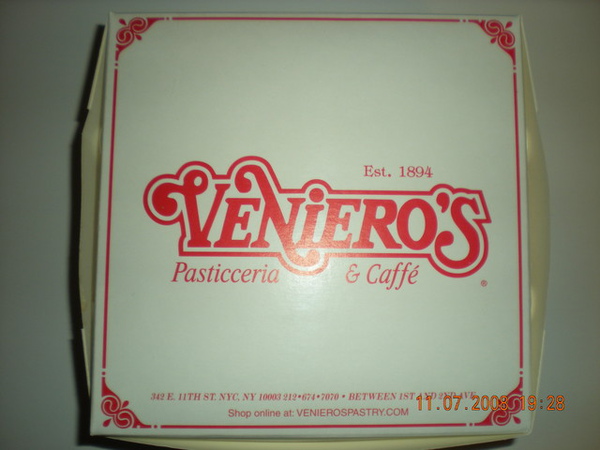 Est. 1894
VENIERO'S
Pasticceria & Caffé
®
342 E. 11TH ST. NYC, NY 10003 212•674•7070 • BETWEEN 1ST AND 2ND AVE.
11.07.2008 19:28
Shop online at: VENIEROSPASTRY.COM